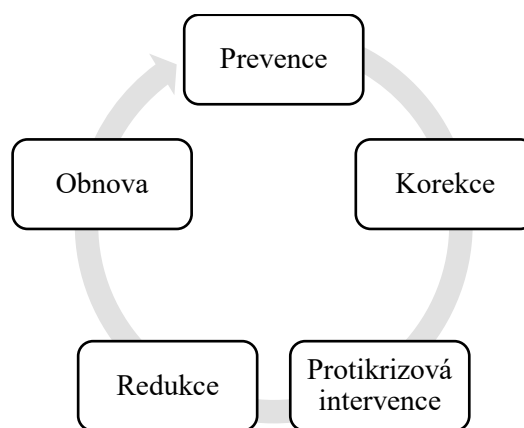 Prevence
Korekce
Protikrizová
intervence
Redukce
Obnova